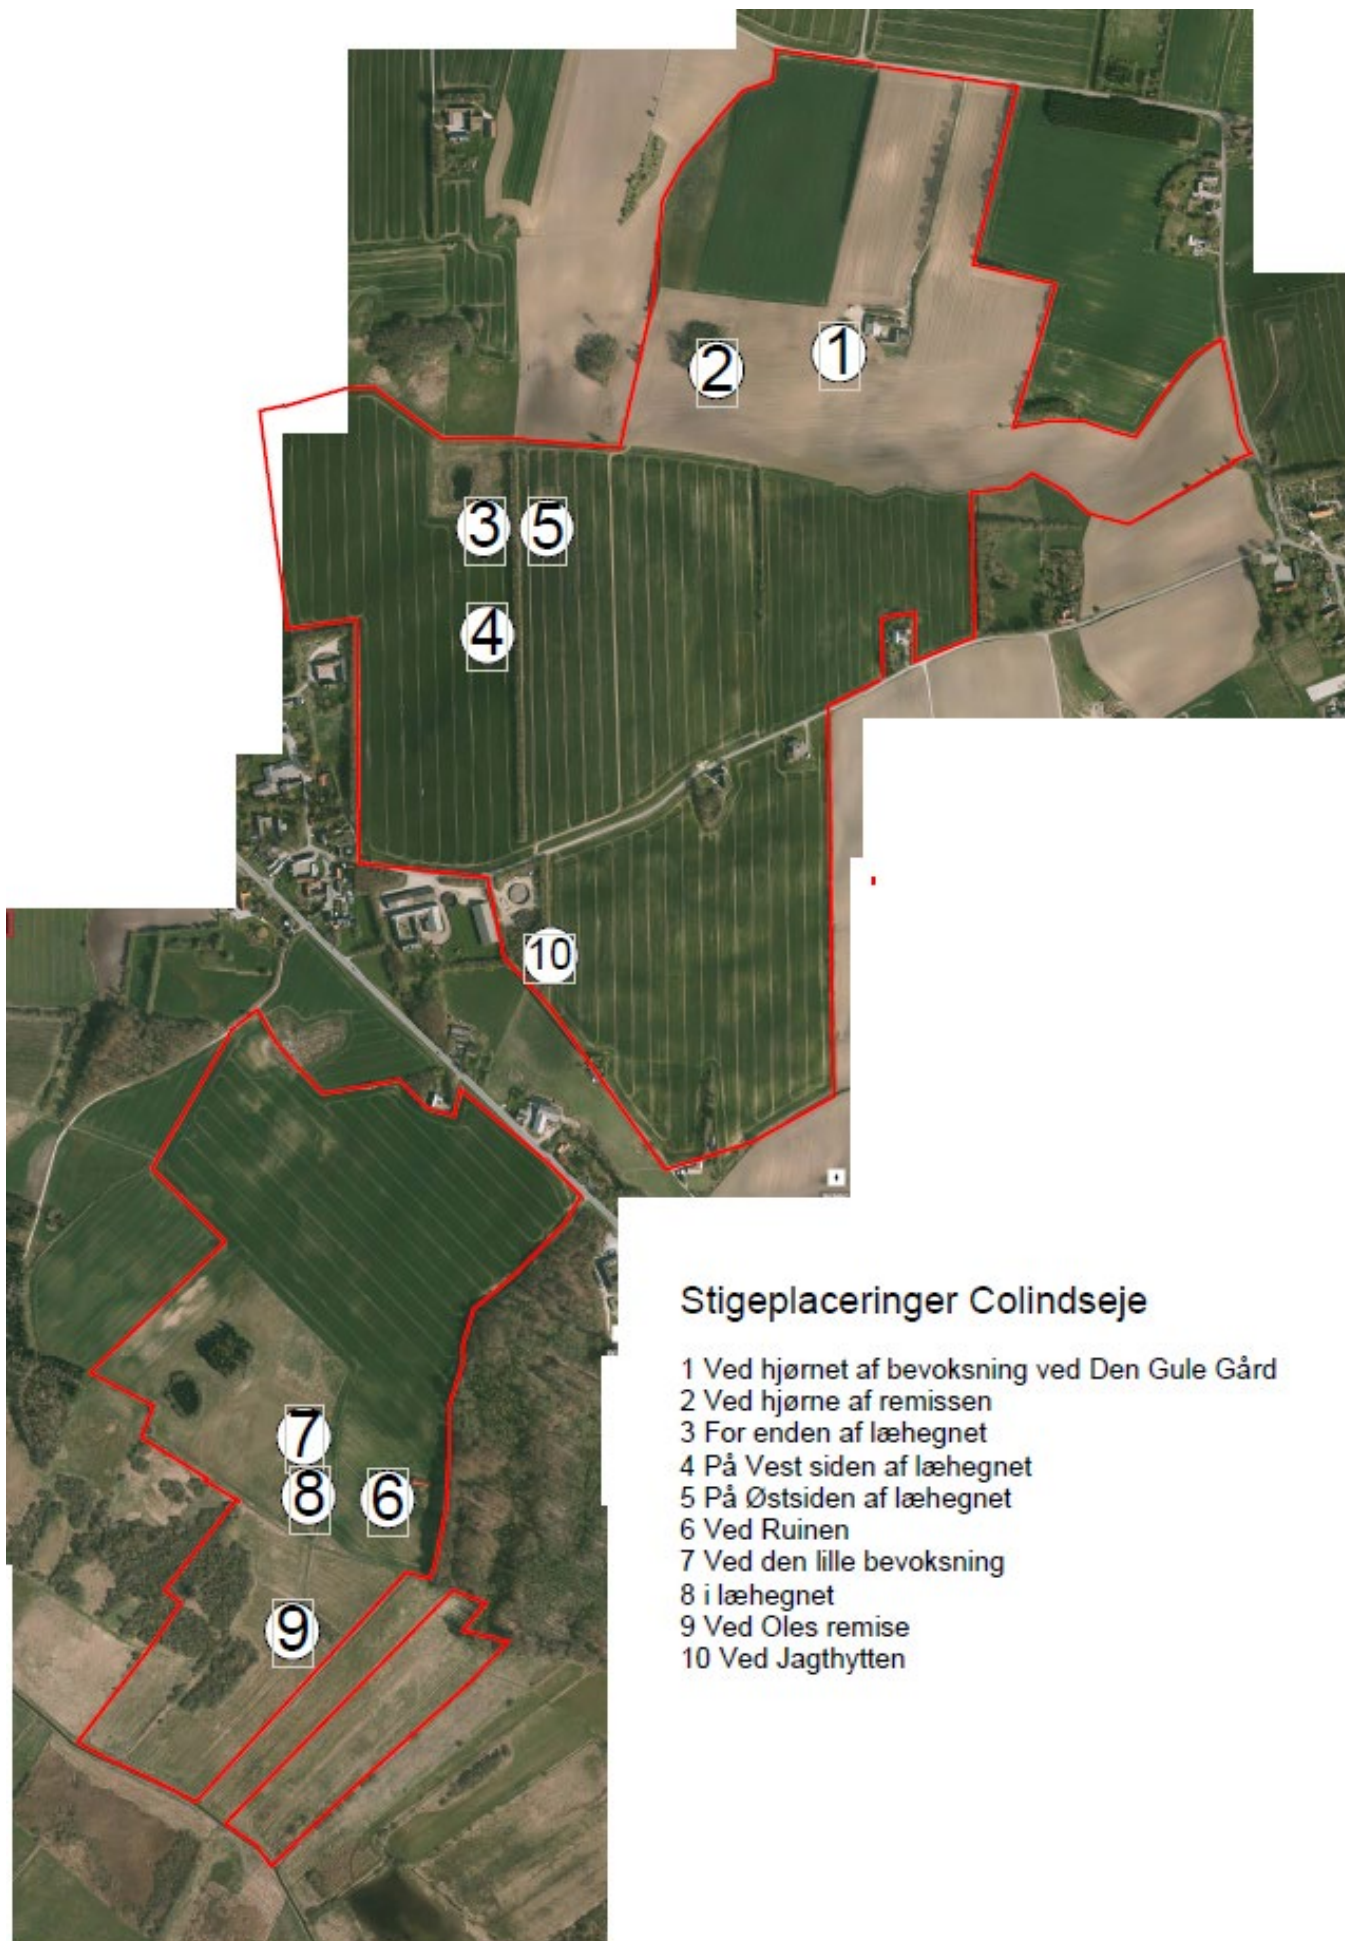 1
2
3
5
4
10
7
8
6
9
Stigeplaceringer Colindseje
1 Ved hjørnet af bevoksning ved Den Gule Gård
2 Ved hjørne af remissen
3 For enden af læhegnet
4 På Vest siden af læhegnet
5 På Østsiden af læhegnet
6 Ved Ruinen
7 Ved den lille bevoksning
8 i læhegnet
9 Ved Oles remise
10 Ved Jagthytten